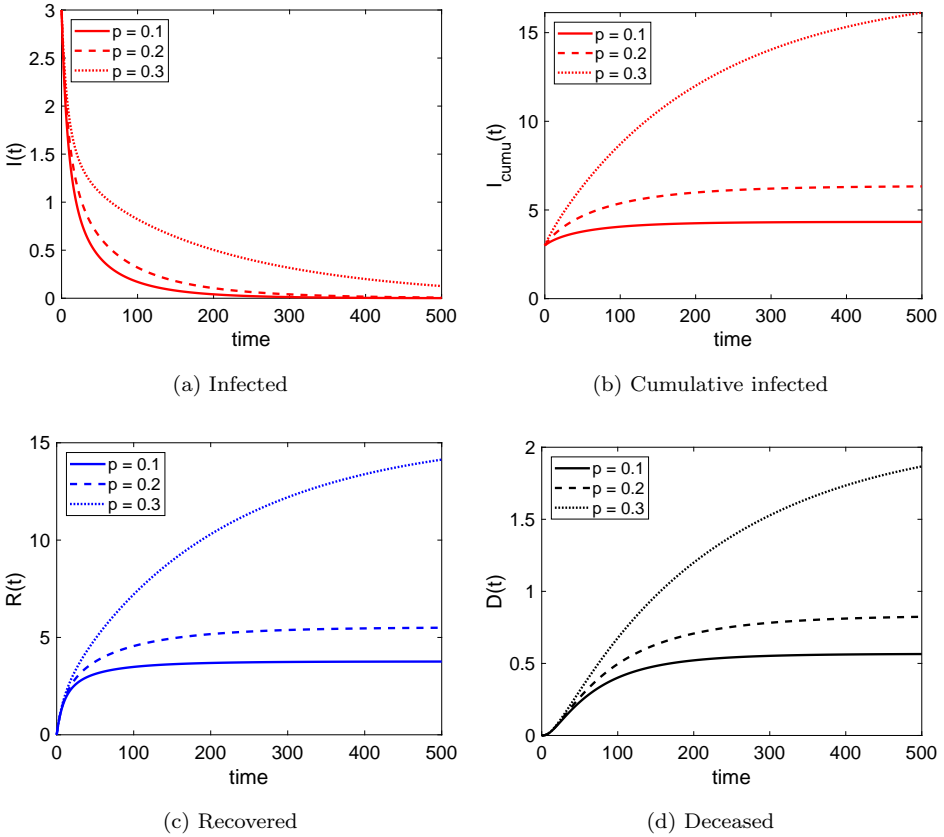 3
2.5
2
1.5
1
0.5
0
I(t)
p = 0.1
p = 0.2
p = 0.3
0 100 200 300 400 500
time
(a) Infected
15
10
5
0
I_cumu(t)
p = 0.1
p = 0.2
p = 0.3
0 100 200 300 400 500
time
(b) Cumulative infected
15
10
5
0
R(t)
p = 0.1
p = 0.2
p = 0.3
0 100 200 300 400 500
time
(c) Recovered
2
1.5
1
0.5
0
D(t)
p = 0.1
p = 0.2
p = 0.3
0 100 200 300 400 500
time
(d) Deceased